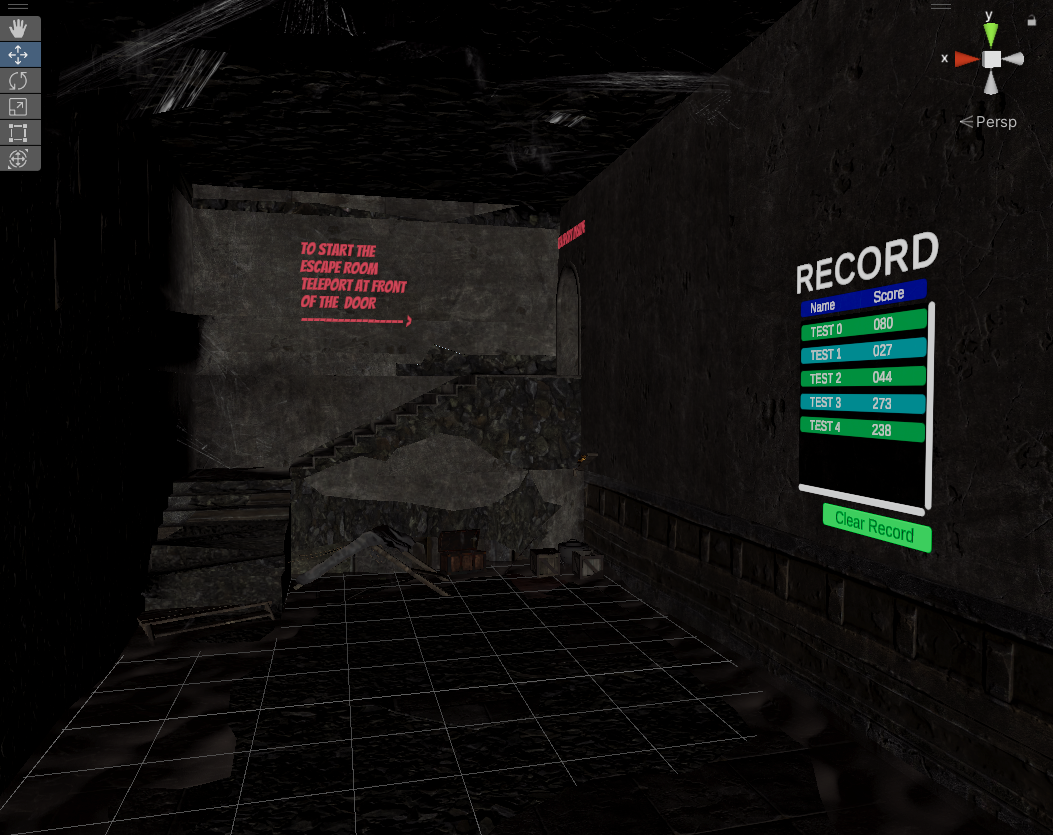 y
x
Persp
TO START THE
ESCAPE ROOM
TELEPORT AT FRONT
OF THE DOOR
RECORD
Name Score
TEST 0 080
TEST 1 027
TEST 2 044
TEST 3 273
TEST 4 238
Clear Record